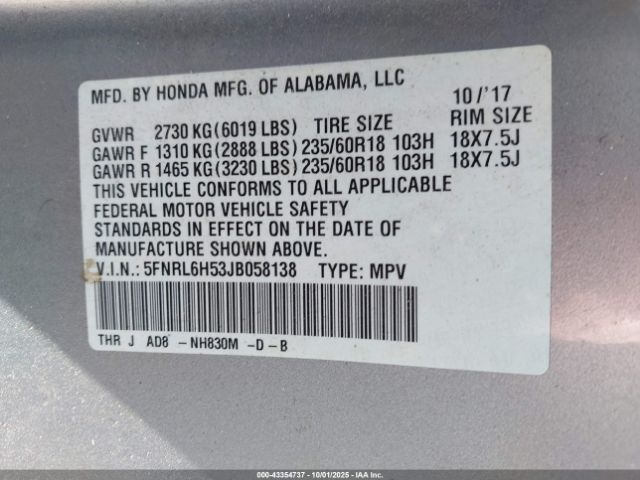 MFD. BY HONDA MFG. OF ALABAMA, LLC 10/'17
GVWR 2730 KG(6019 LBS) TIRE SIZE RIM SIZE
GAWR F 1310 KG(2888 LBS)235/60R18 103H 18X7.5J
GAWR R 1465 KG(3230 LBS)235/60R18 103H 18X7.5J
THIS VEHICLE CONFORMS TO ALL APPLICABLE
FEDERAL MOTOR VEHICLE SAFETY
STANDARDS IN EFFECT ON THE DATE OF
MANUFACTURE SHOWN ABOVE.
V.I.N.: 5FNRL6H53JB058138 TYPE: MPV
THR J AD8 -NH830M -D-B
000-43354737 - 10/01/2025 - IAAI.COM